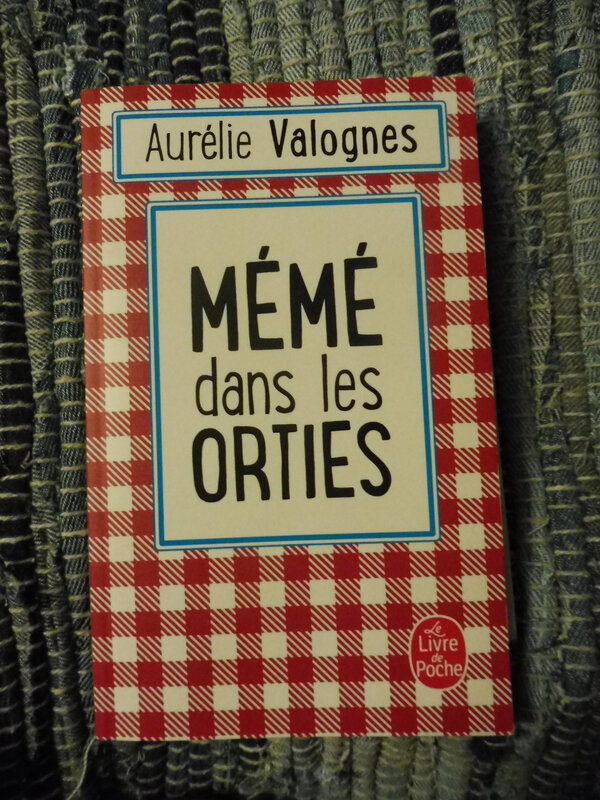 Aurélie Valognes
MÉMÉ
dans les
ORTIES
Le
Livre
de
Poche